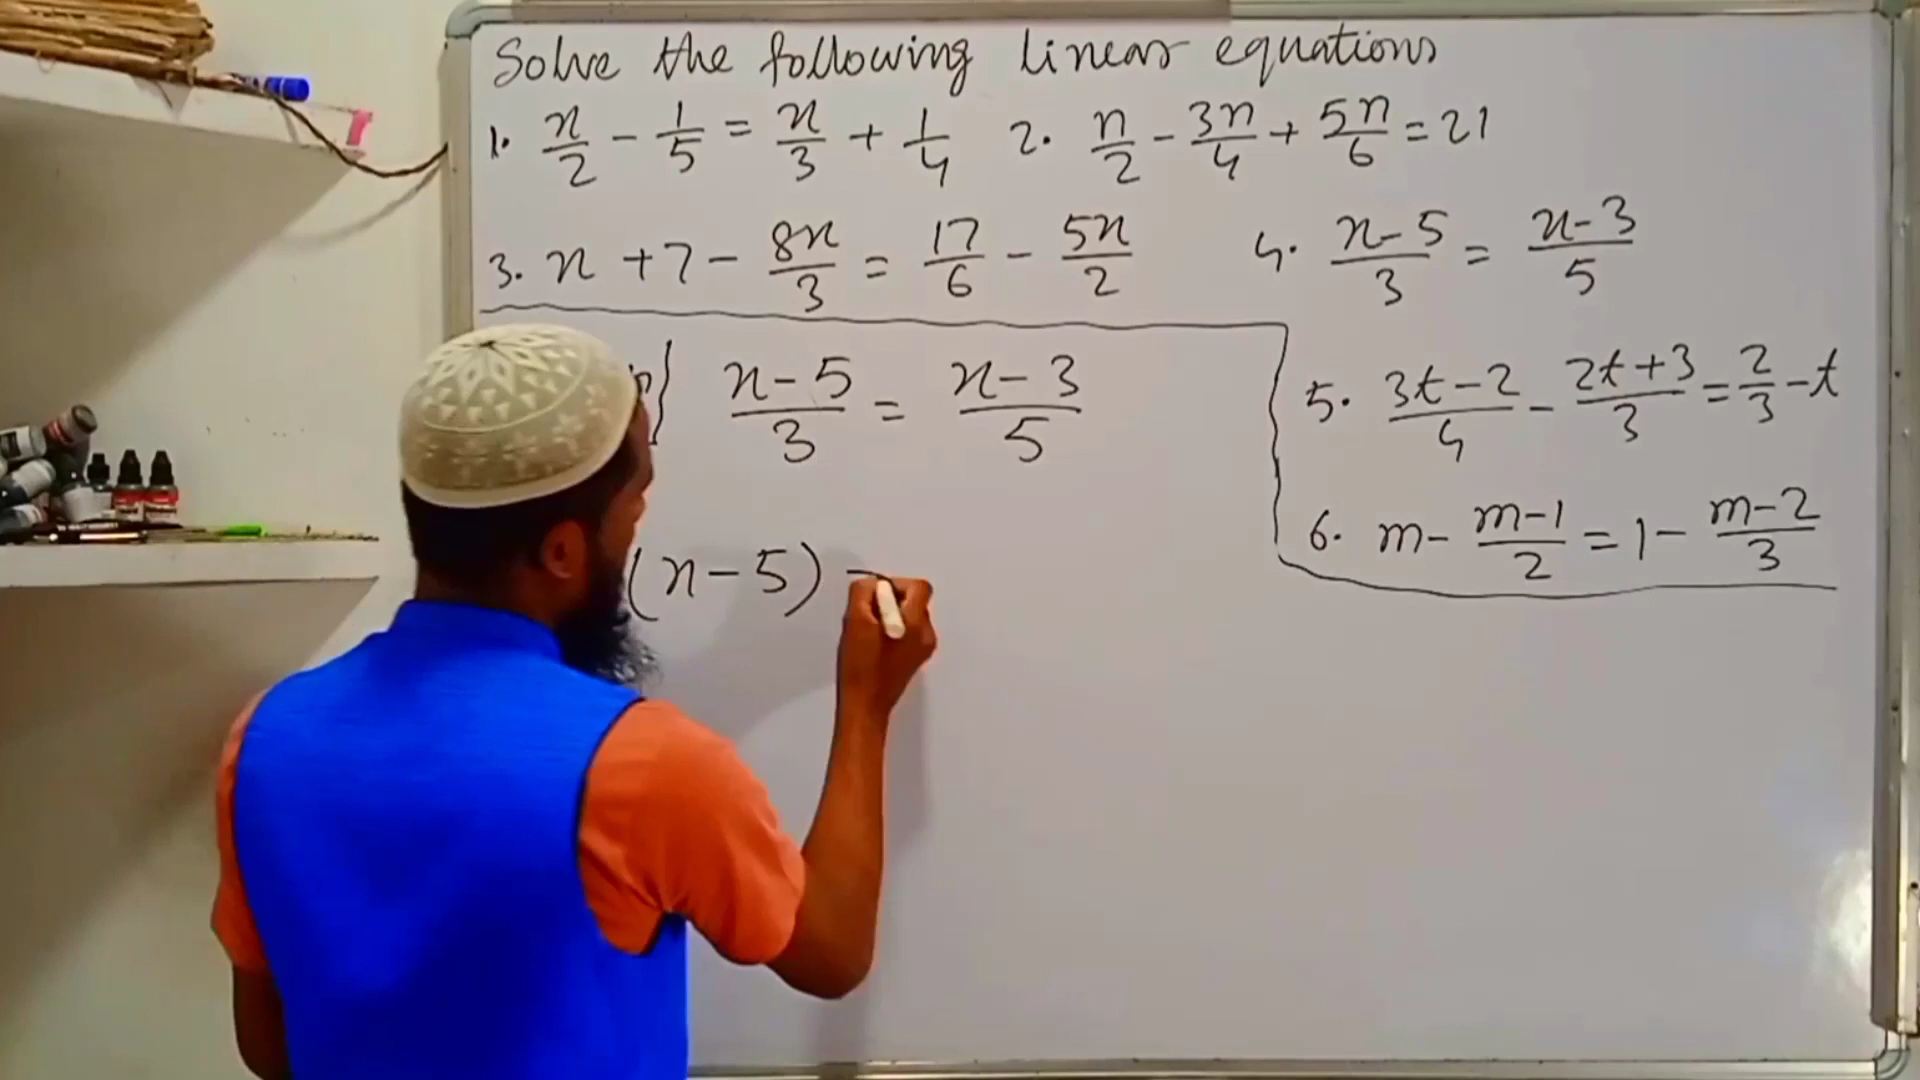 Solve the following linear equations
1. x/2 - 1/5 = x/3 + 1/4 2. n/2 - 3n/4 + 5n/6 = 21
3. x + 7 - 8x/3 = 17/6 - 5x/2 4. x-5/3 = x-3/5
x-5/3 = x-3/5
5. 3t-2/4 - 2t+3/3 = 2/3 - t
6. m - m-1/2 = 1 - m-2/3
(x-5)